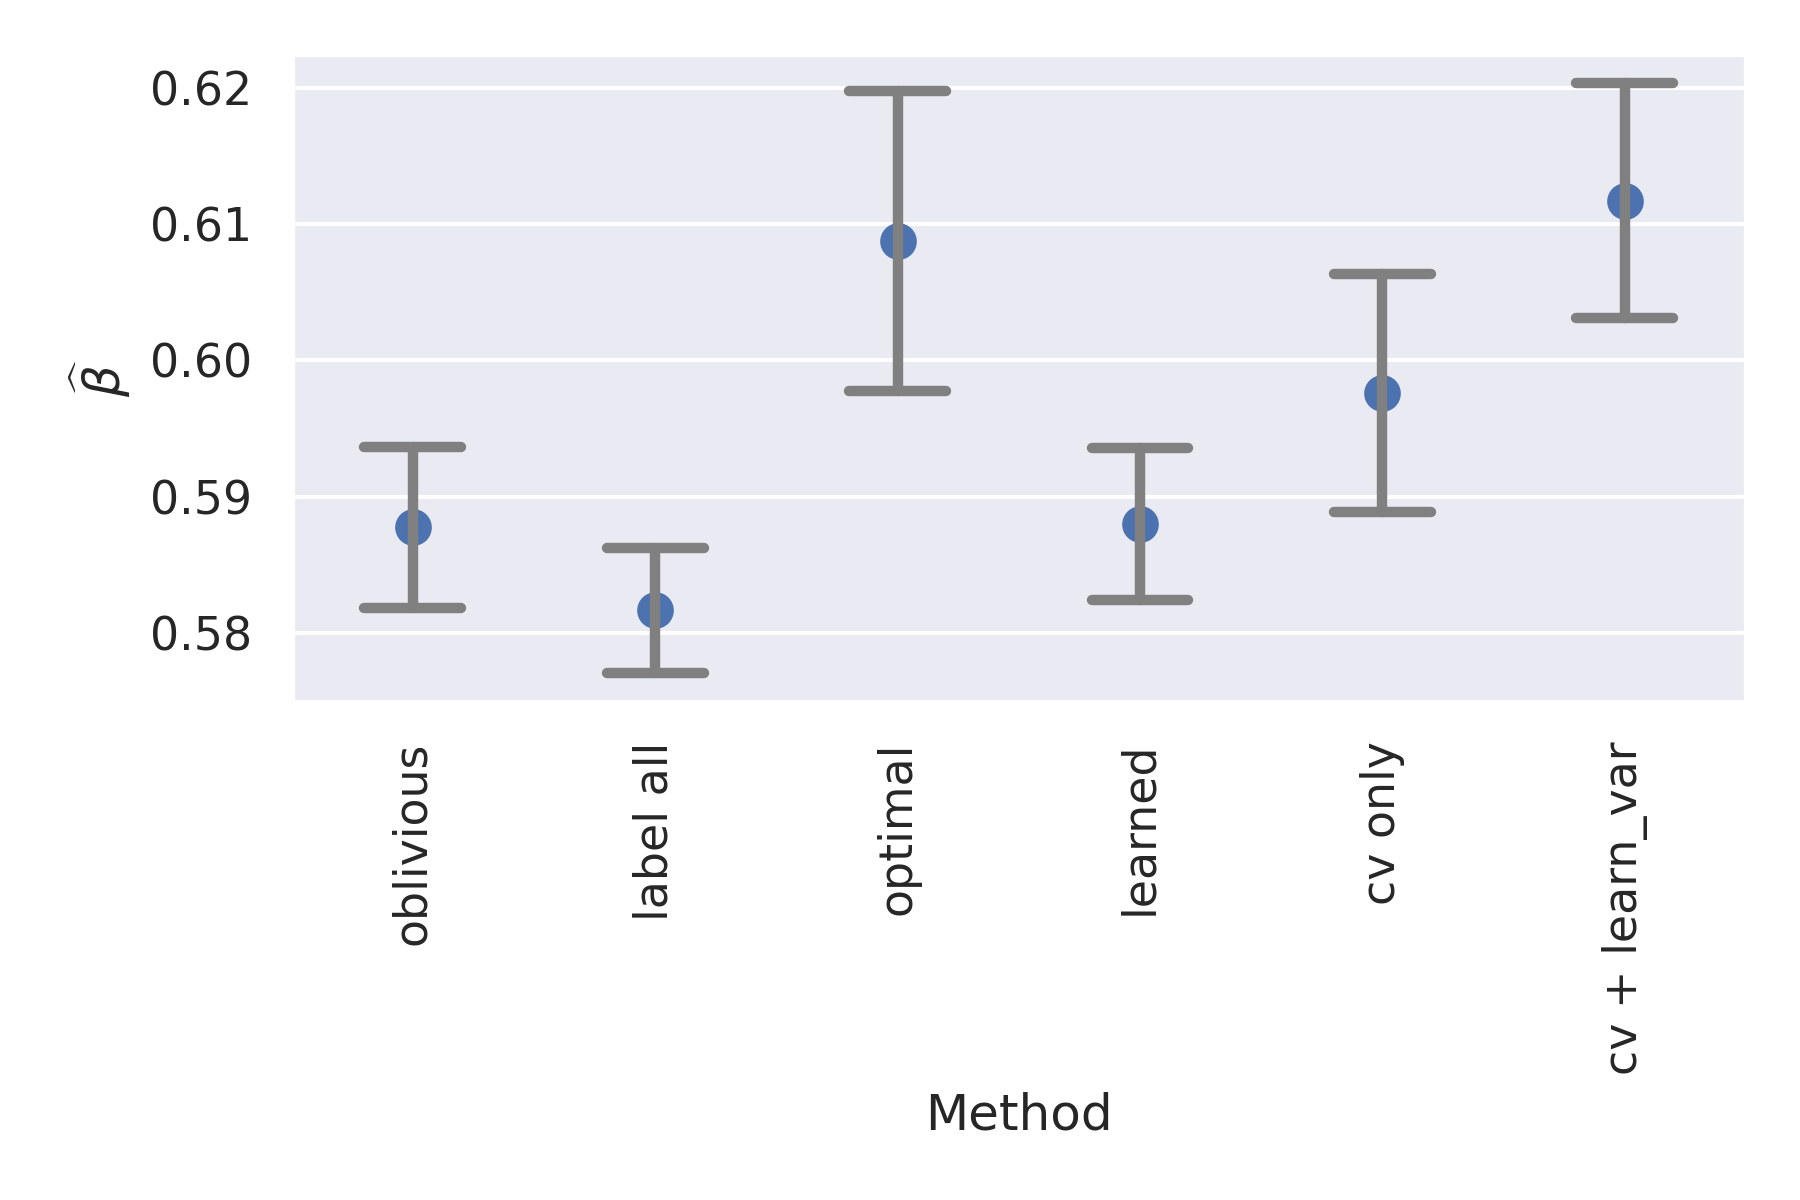 0.62
0.61
0.60
0.59
0.58
β̂
oblivious
label all
optimal
learned
cv only
cv + learn_var
Method